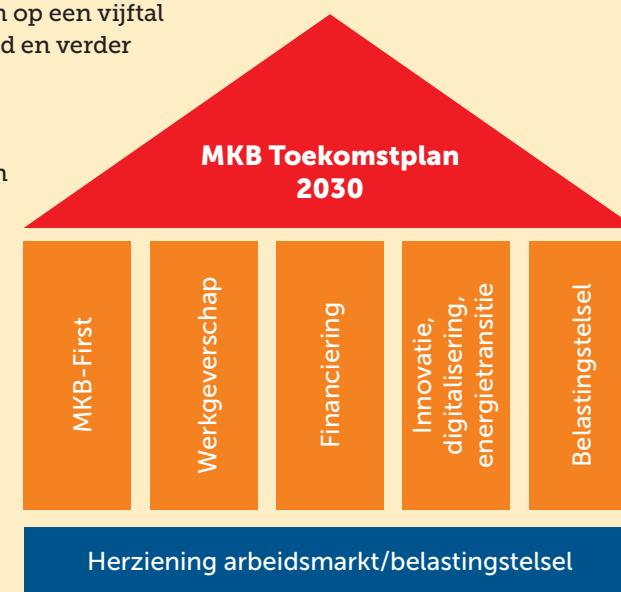 op een vijftal
en verder
MKB Toekomstplan
2030
MKB-First
Werkgeverschap
Financiering
Innovatie,
digitalisering,
energietransitie
Belastingstelsel
Herziening arbeidsmarkt/belastingstelsel